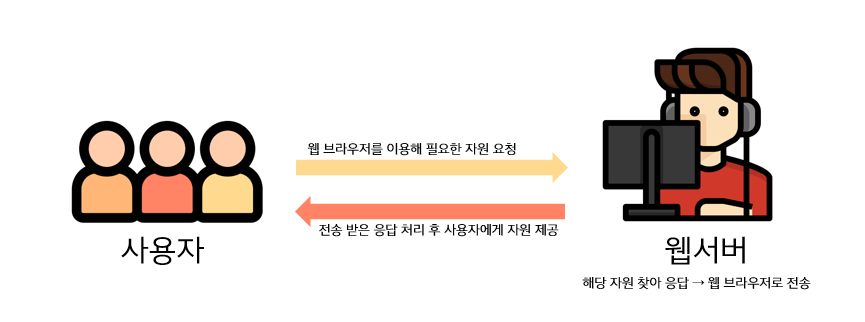 웹 브라우저를 이용해 필요한 자원 요청
전송 받은 응답 처리 후 사용자에게 자원 제공
사용자
웹서버
해당 자원 찾아 응답 → 웹 브라우저로 전송